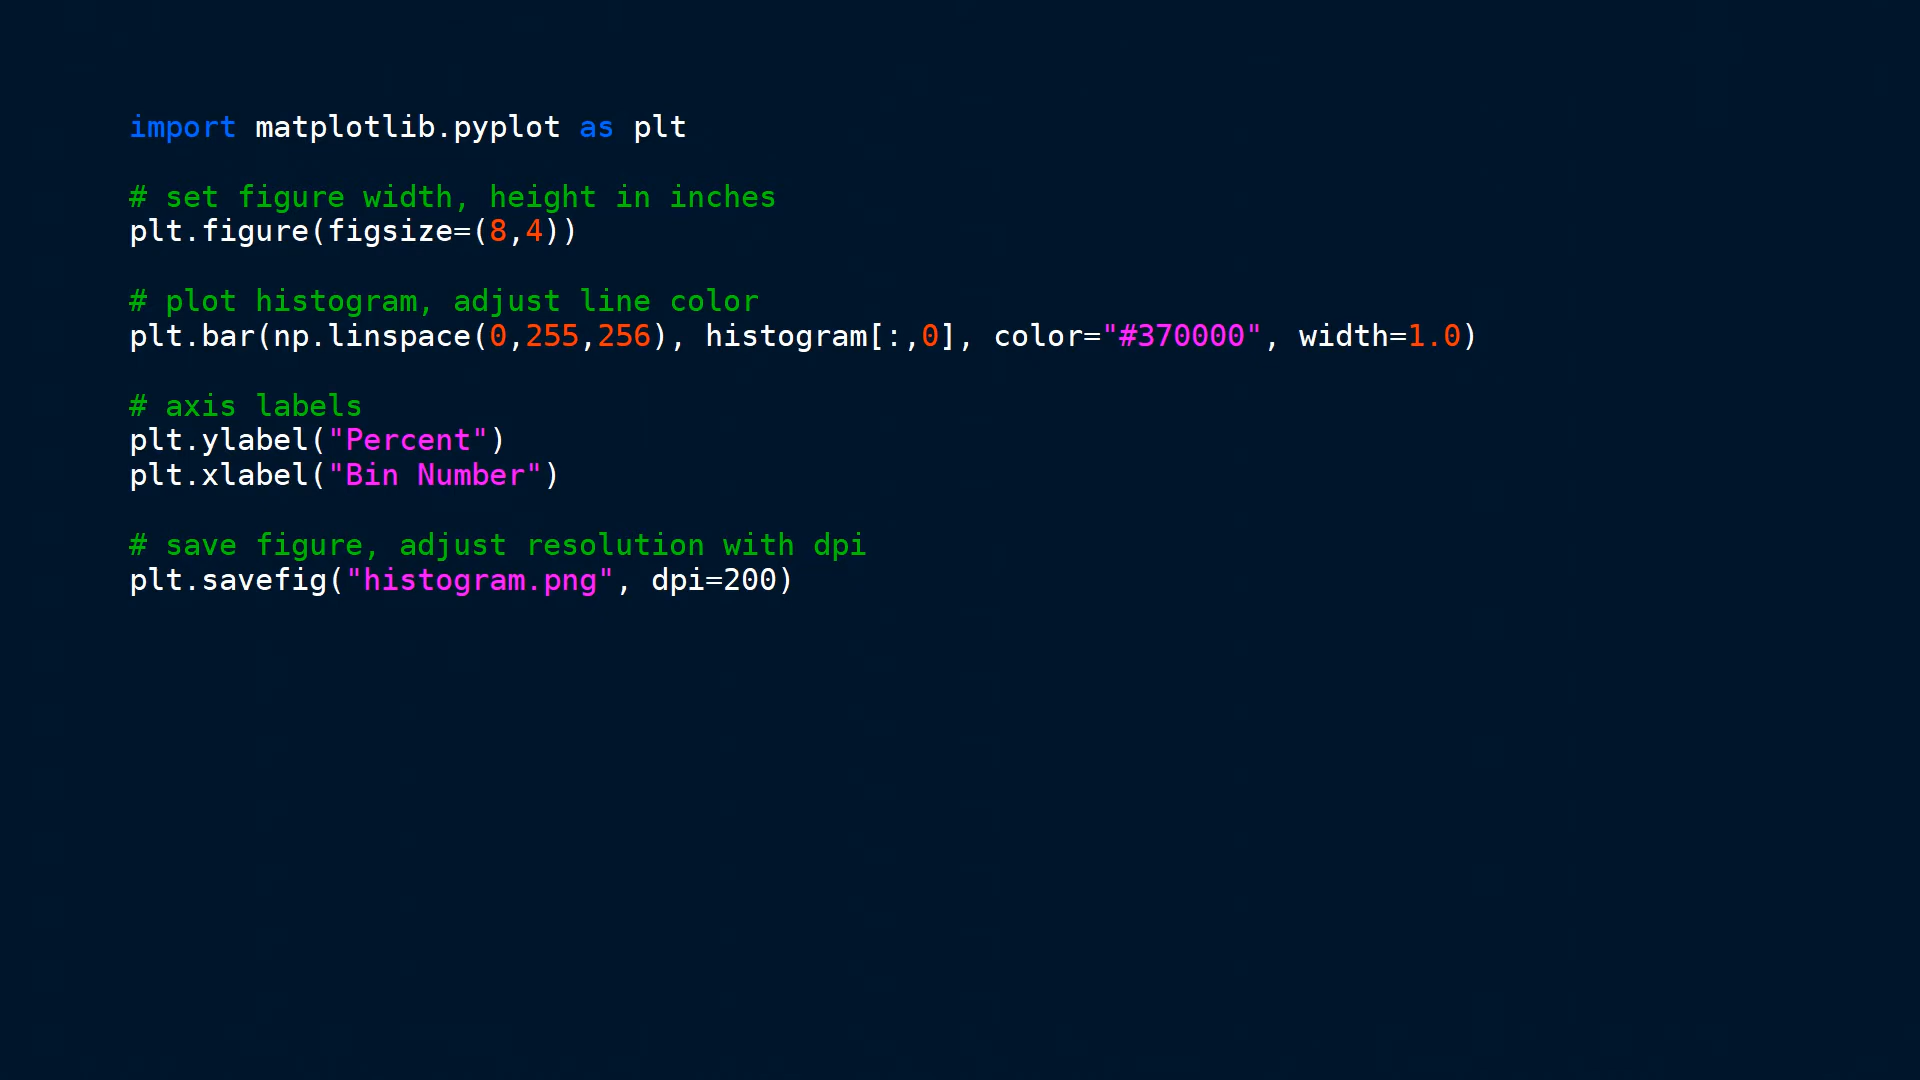 import matplotlib.pyplot as plt
# set figure width, height in inches
plt.figure(figsize=(8,4))
# plot histogram, adjust line color
plt.bar(np.linspace(0,255,256), histogram[:,0], color="#370000", width=1.0)
# axis labels
plt.ylabel("Percent")
plt.xlabel("Bin Number")
# save figure, adjust resolution with dpi
plt.savefig("histogram.png", dpi=200)